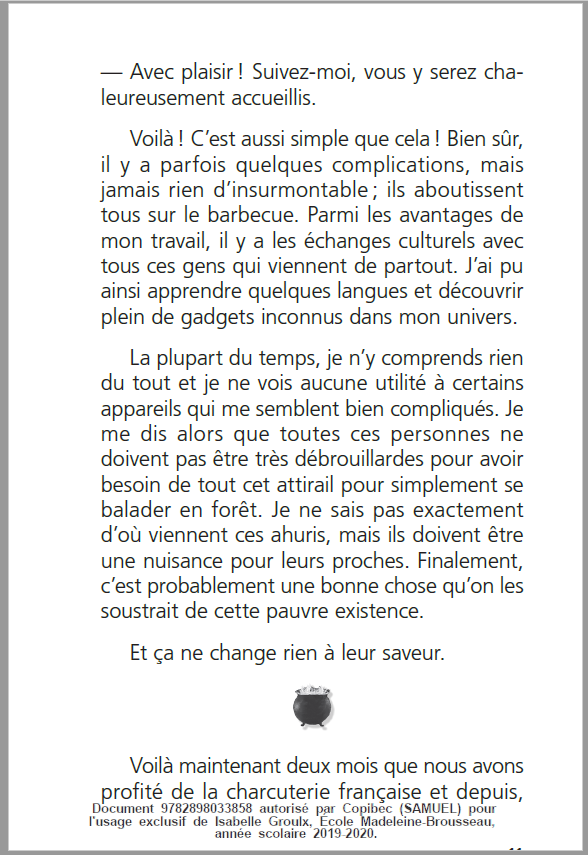 — Avec plaisir ! Suivez-moi, vous y serez cha-
leureusement accueillis.
Voilà ! C’est aussi simple que cela ! Bien sûr,
il y a parfois quelques complications, mais
jamais rien d’insurmontable ; ils aboutissent
tous sur le barbecue. Parmi les avantages de
mon travail, il y a les échanges culturels avec
tous ces gens qui viennent de partout. J’ai pu
ainsi apprendre quelques langues et découvrir
plein de gadgets inconnus dans mon univers.
La plupart du temps, je n’y comprends rien
du tout et je ne vois aucune utilité à certains
appareils qui me semblent bien compliqués. Je
me dis alors que toutes ces personnes ne
doivent pas être très débrouillardes pour avoir
besoin de tout cet attirail pour simplement se
balader en forêt. Je ne sais pas exactement
d’où viennent ces ahuris, mais ils doivent être
une nuisance pour leurs proches. Finalement,
c’est probablement une bonne chose qu’on les
soustrait de cette pauvre existence.
Et ça ne change rien à leur saveur.
Voilà maintenant deux mois que nous avons
profité de la charcuterie française et depuis,
Document 9782898033858 autorisé par Copibec (SAMUEL) pour
l'usage exclusif de Isabelle Groulx, École Madeleine-Brousseau,
année scolaire 2019-2020.